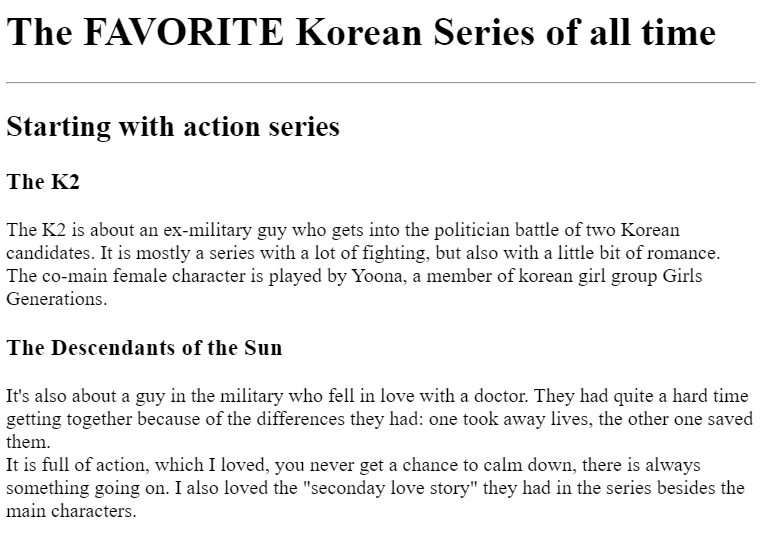 The FAVORITE Korean Series of all time
Starting with action series
The K2
The K2 is about an ex-military guy who gets into the politician battle of two Korean
candidates. It is mostly a series with a lot of fighting, but also with a little bit of romance.
The co-main female character is played by Yoona, a member of korean girl group Girls
Generations.
The Descendants of the Sun
It's also about a guy in the military who fell in love with a doctor. They had quite a hard time
getting together because of the differences they had: one took away lives, the other one saved
them.
It is full of action, which I loved, you never get a chance to calm down, there is always
something going on. I also loved the "seconday love story" they had in the series besides the
main characters.